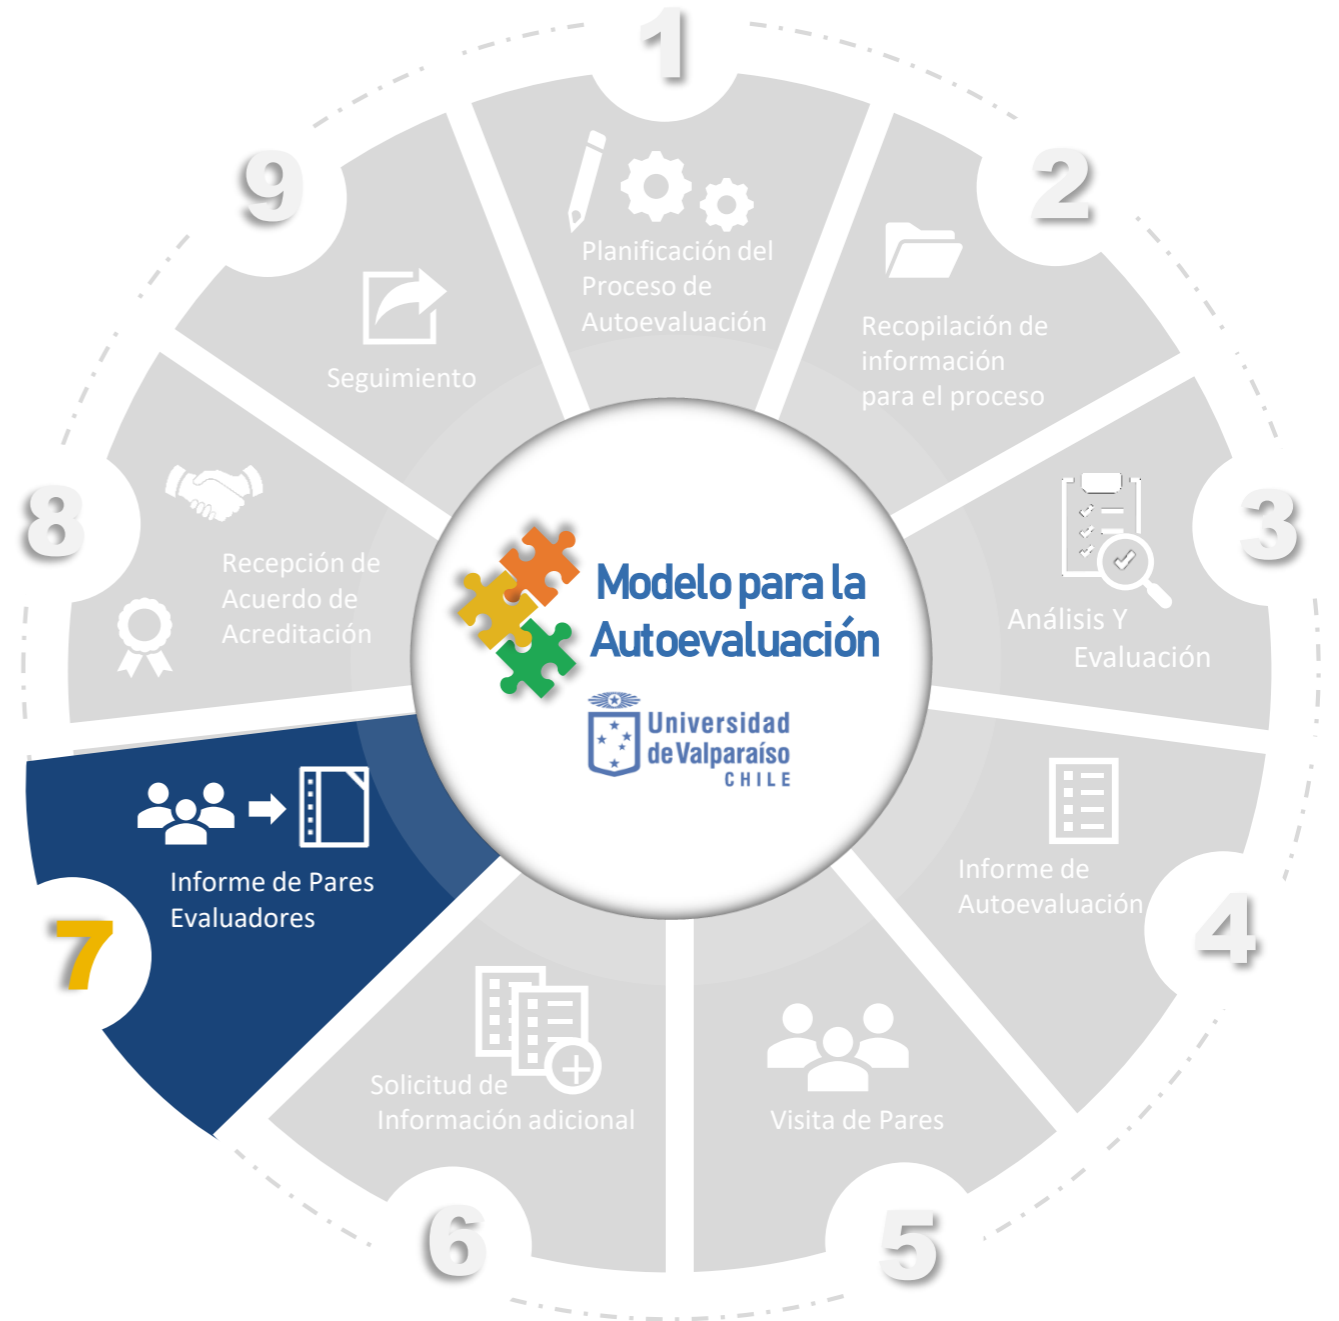 1
Planificación del
Proceso de
Autoevaluación
2
Recopilación de
información
para el proceso
3
Análisis Y
Evaluación
4
Informe de
Autoevaluación
5
Visita de Pares
6
Solicitud de
Información adicional
7
Informe de Pares
Evaluadores
8
Recepción de
Acuerdo de
Acreditación
9
Seguimiento
Modelo para la
Autoevaluación
Universidad
de Valparaíso
CHILE